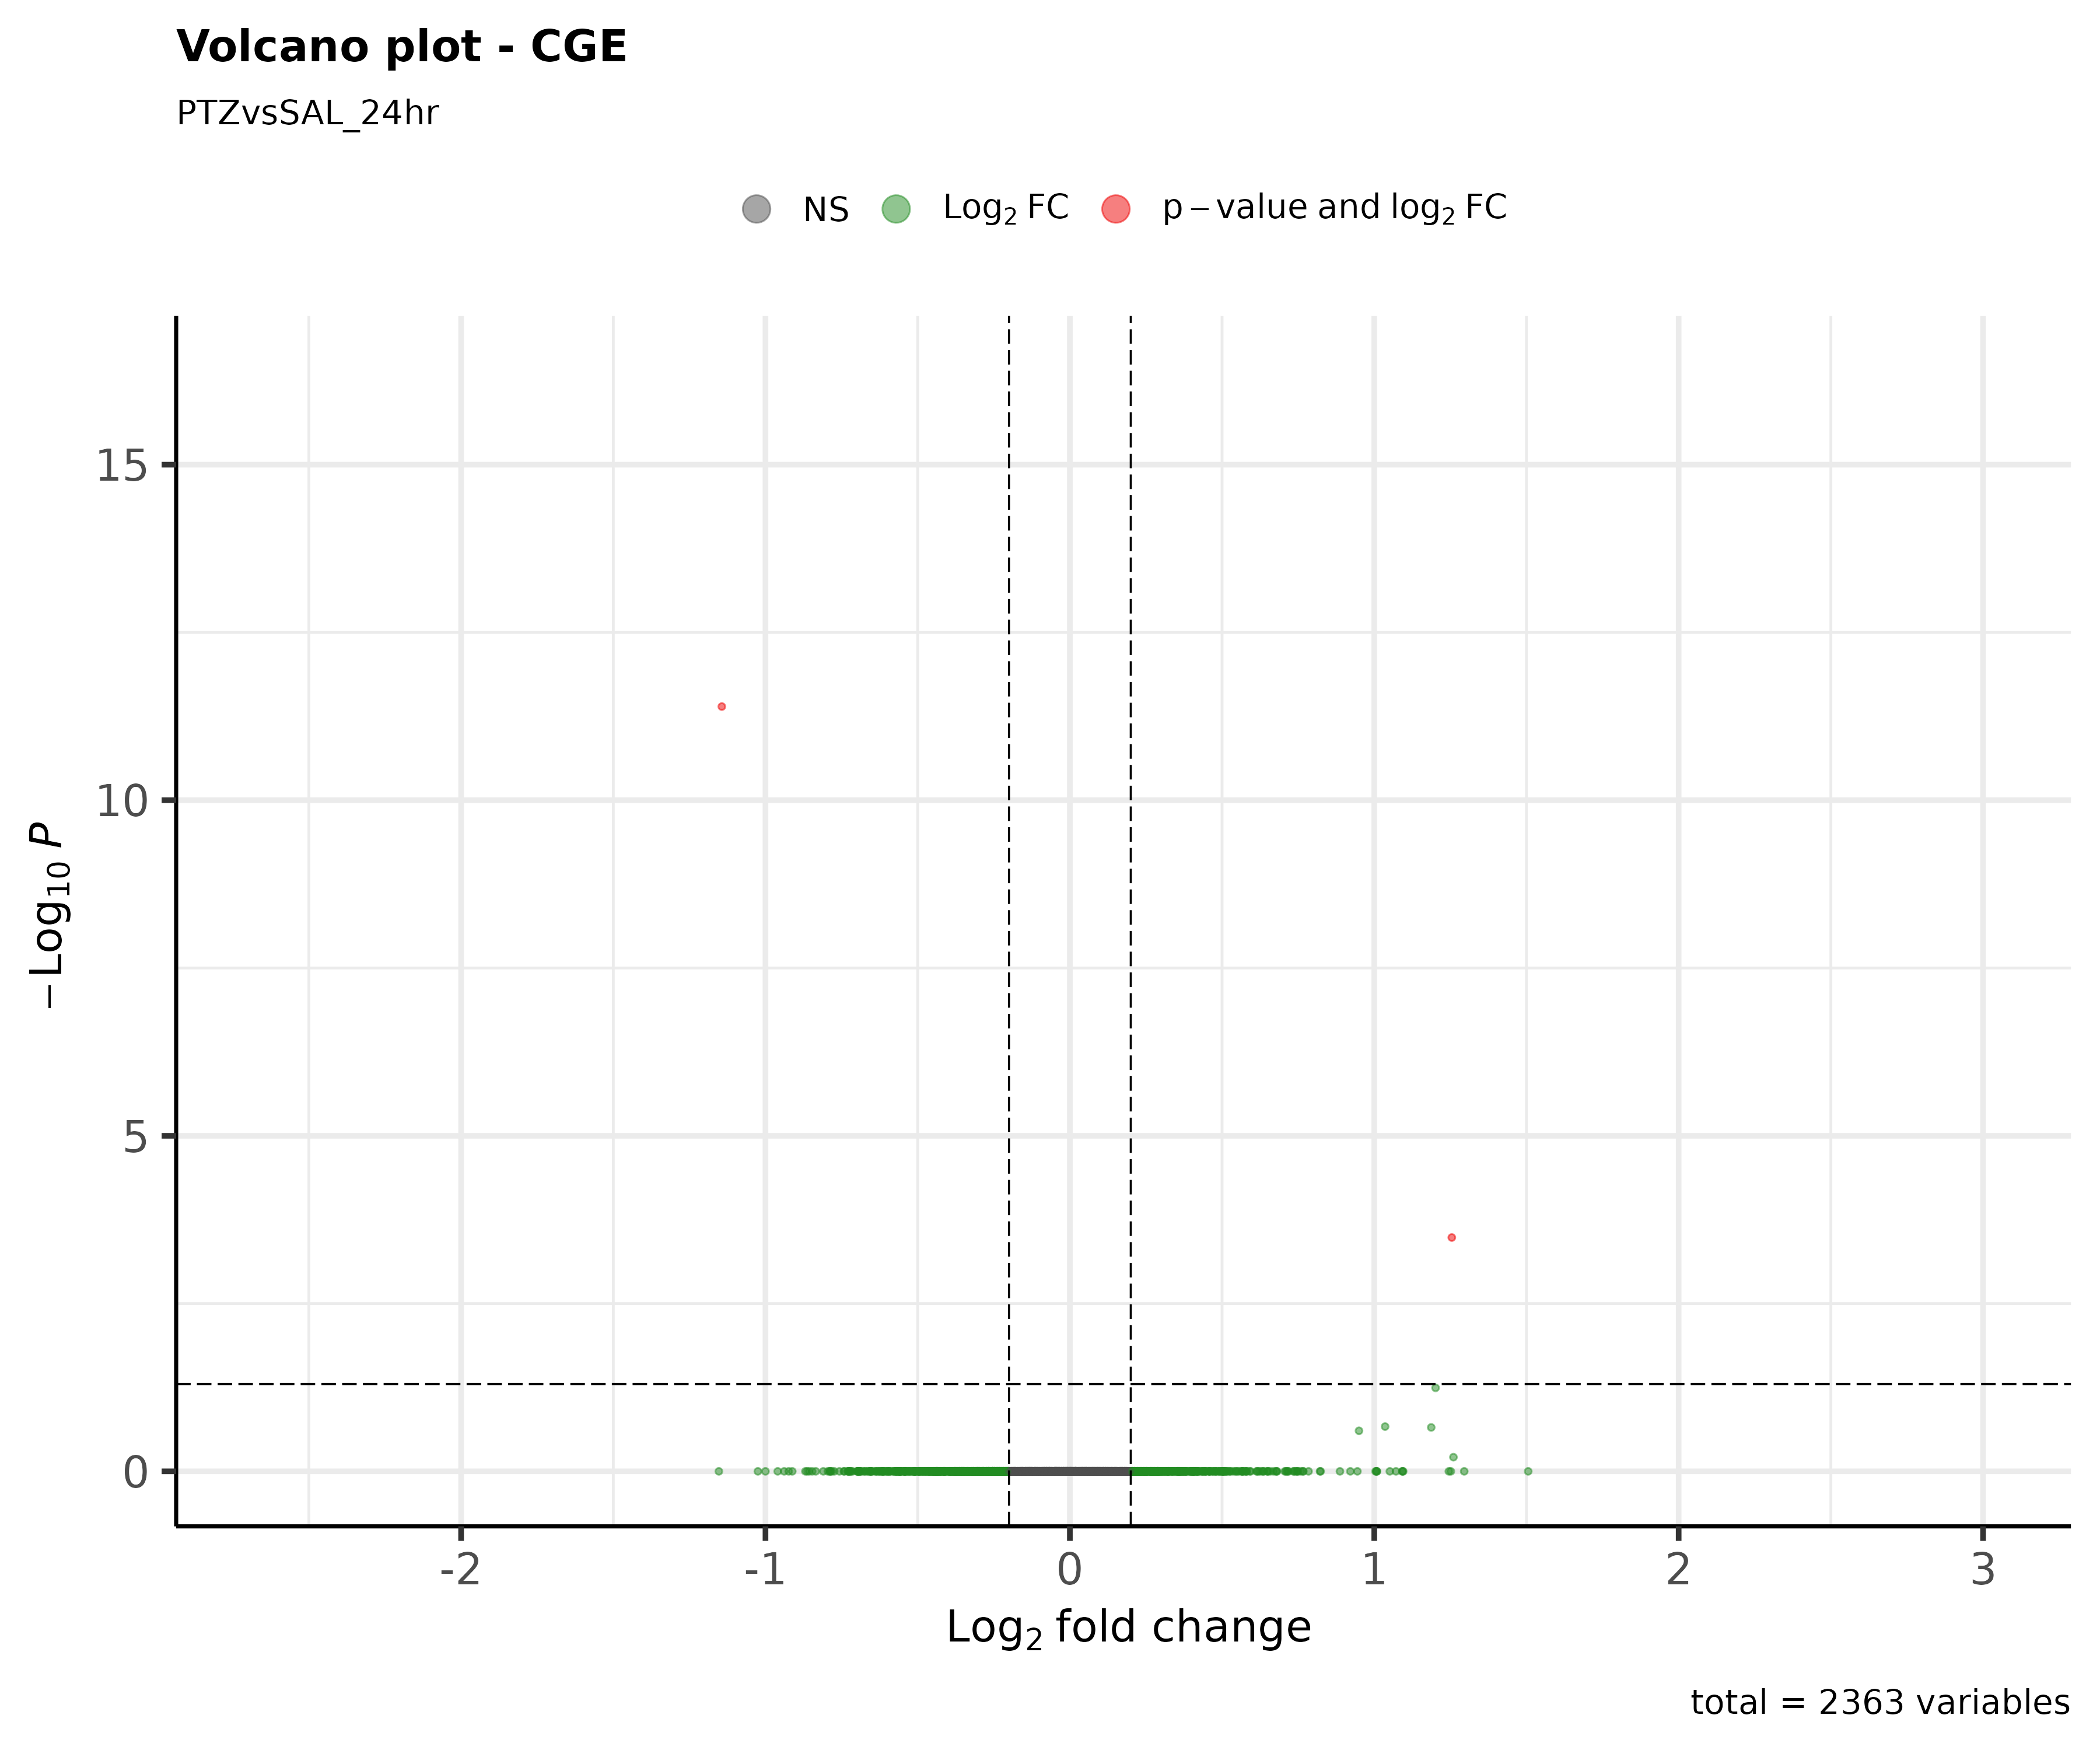 Volcano plot - CGE
PTZvsSAL_24hr
NS Log₂ FC p − value and log₂ FC
15
10
5
0
−Log₁₀ P
-2 -1 0 1 2 3
Log₂ fold change
total = 2363 variables